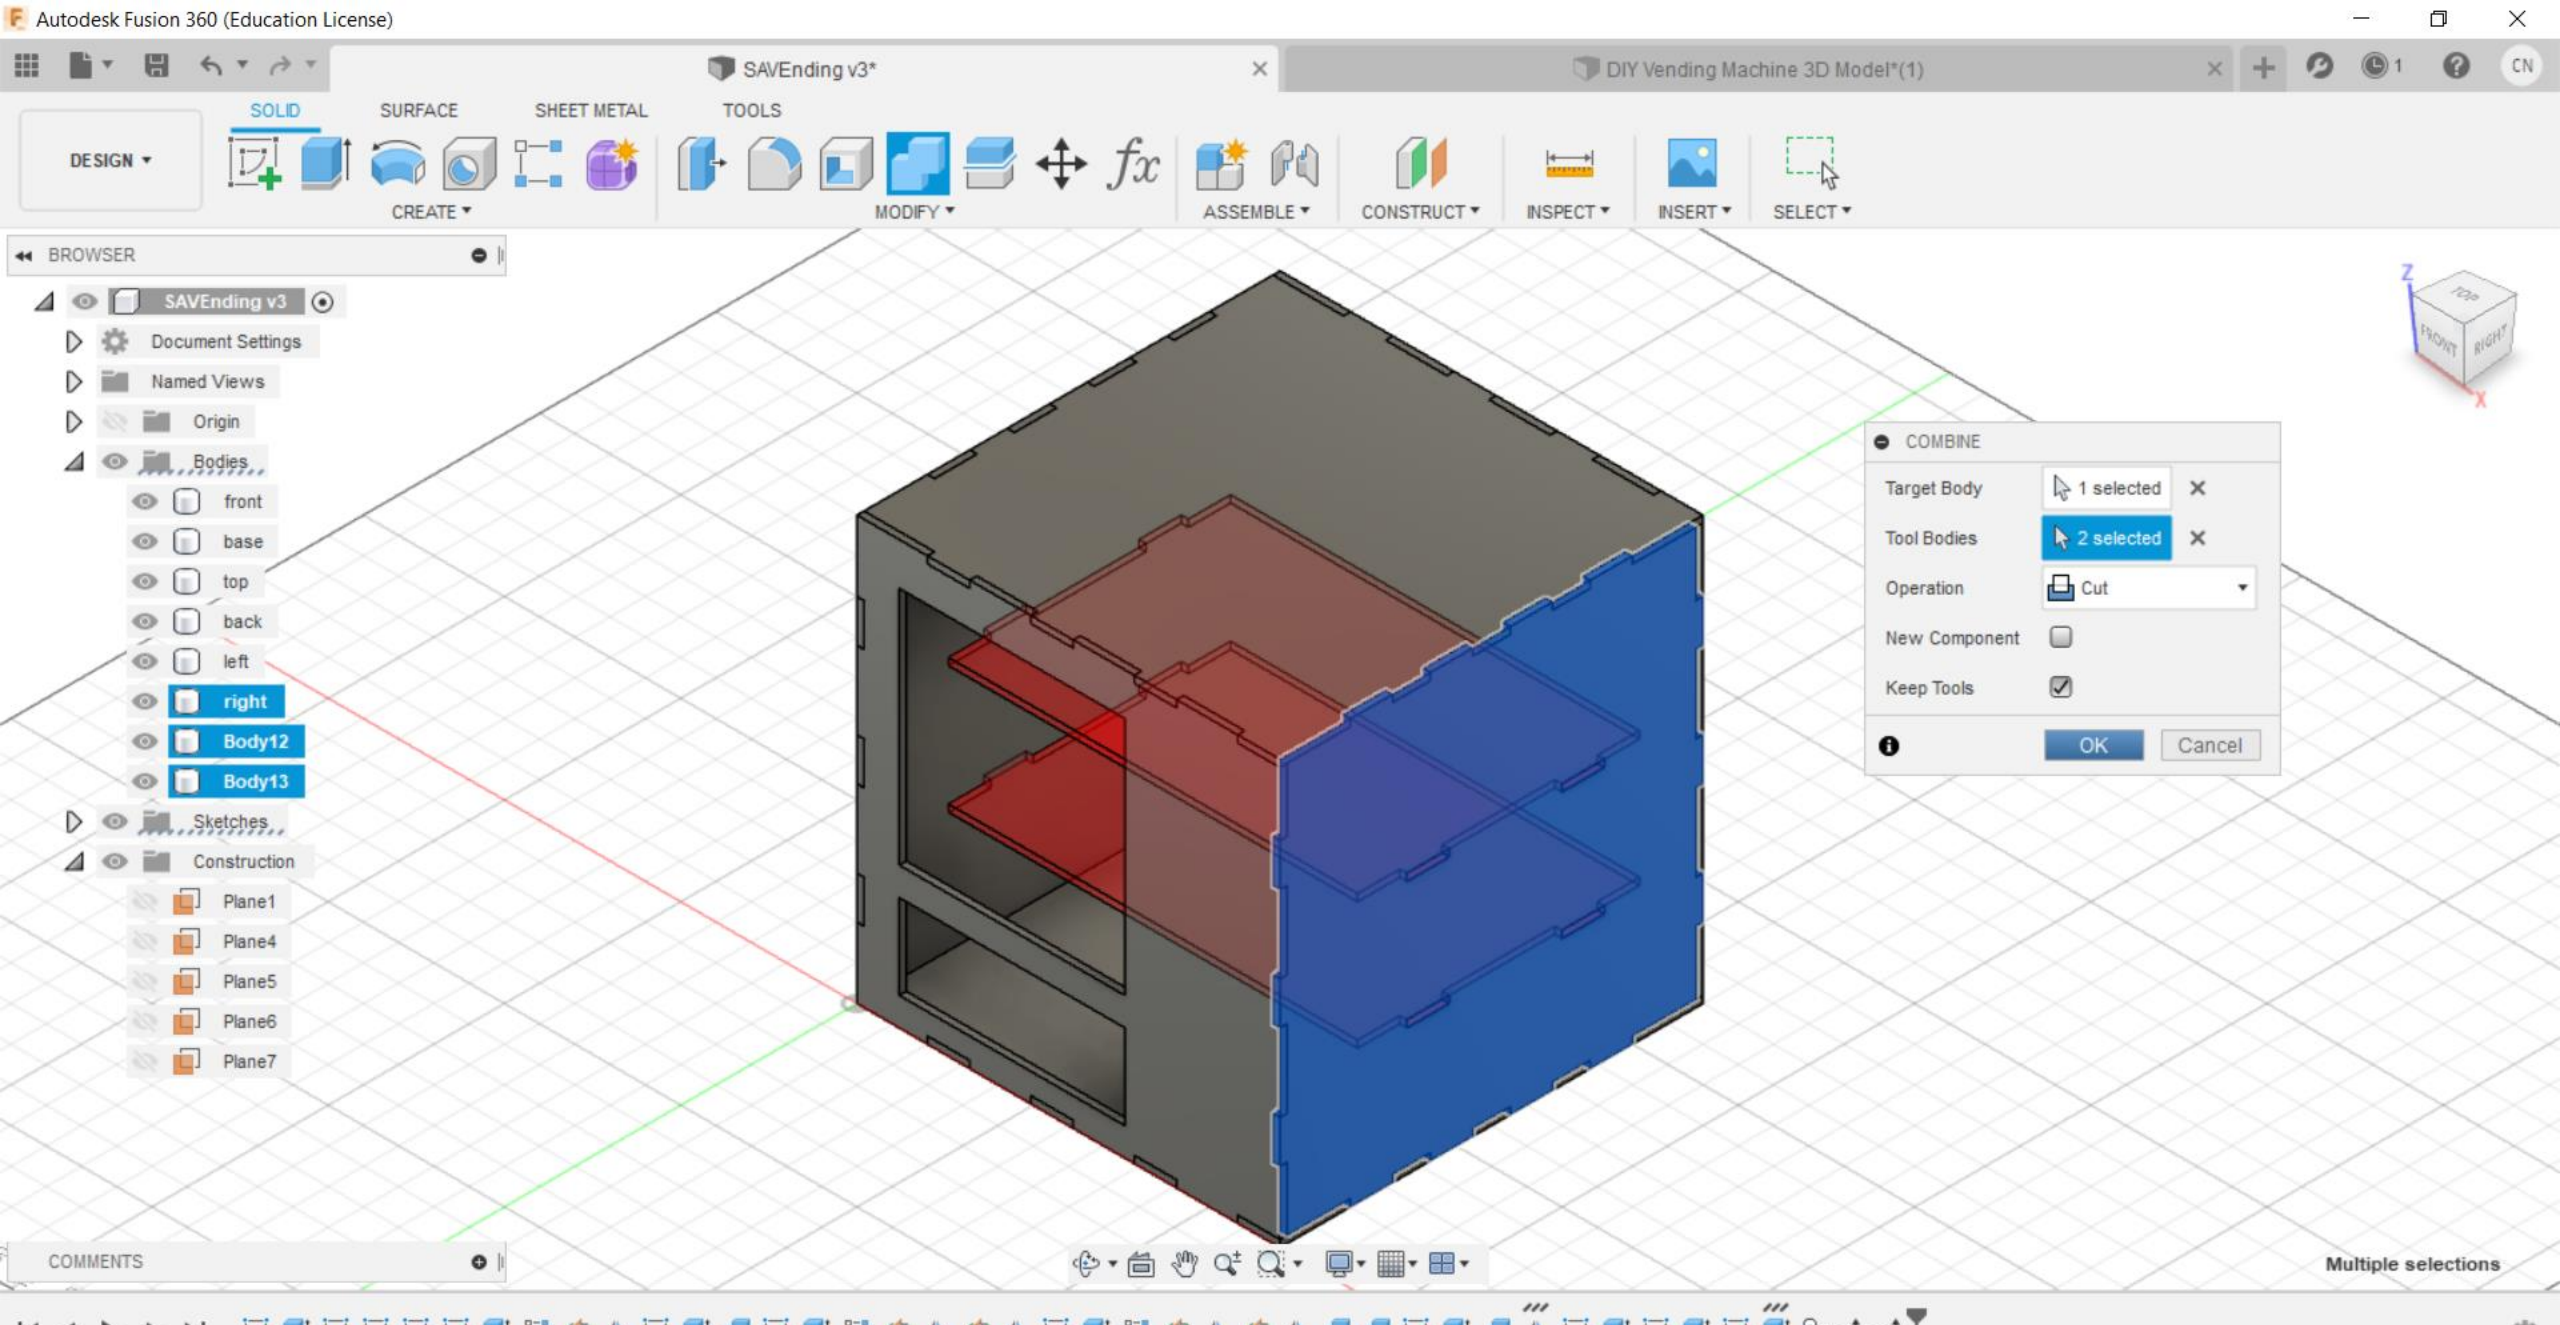 Autodesk Fusion 360 (Education License)
SAVEnding v3*
DIY Vending Machine 3D Model*(1)
1
CN
SOLID
SURFACE
SHEET METAL
TOOLS
DESIGN
fx
CREATE
MODIFY
ASSEMBLE
CONSTRUCT
INSPECT
INSERT
SELECT
BROWSER
SAVEnding v3
Document Settings
Named Views
Origin
Bodies
front
base
top
back
left
right
Body12
Body13
Sketches
Construction
Plane1
Plane4
Plane5
Plane6
Plane7
Z
TOP
FRONT
RIGHT
X
COMBINE
Target Body
1 selected
Tool Bodies
2 selected
Operation
Cut
New Component
Keep Tools
OK
Cancel
COMMENTS
Multiple selections